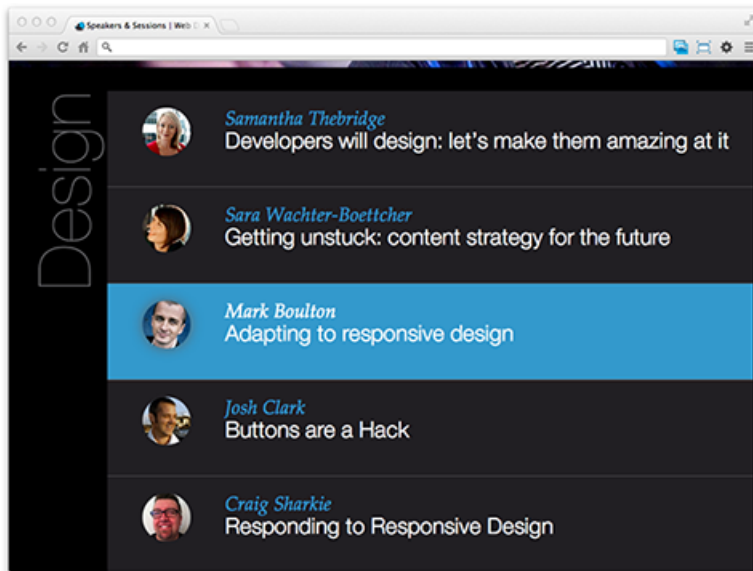 Speakers & Sessions | Web D
Design
Samantha Thebridge
Developers will design: let's make them amazing at it
Sara Wachter-Boettcher
Getting unstuck: content strategy for the future
Mark Boulton
Adapting to responsive design
Josh Clark
Buttons are a Hack
Craig Sharkie
Responding to Responsive Design